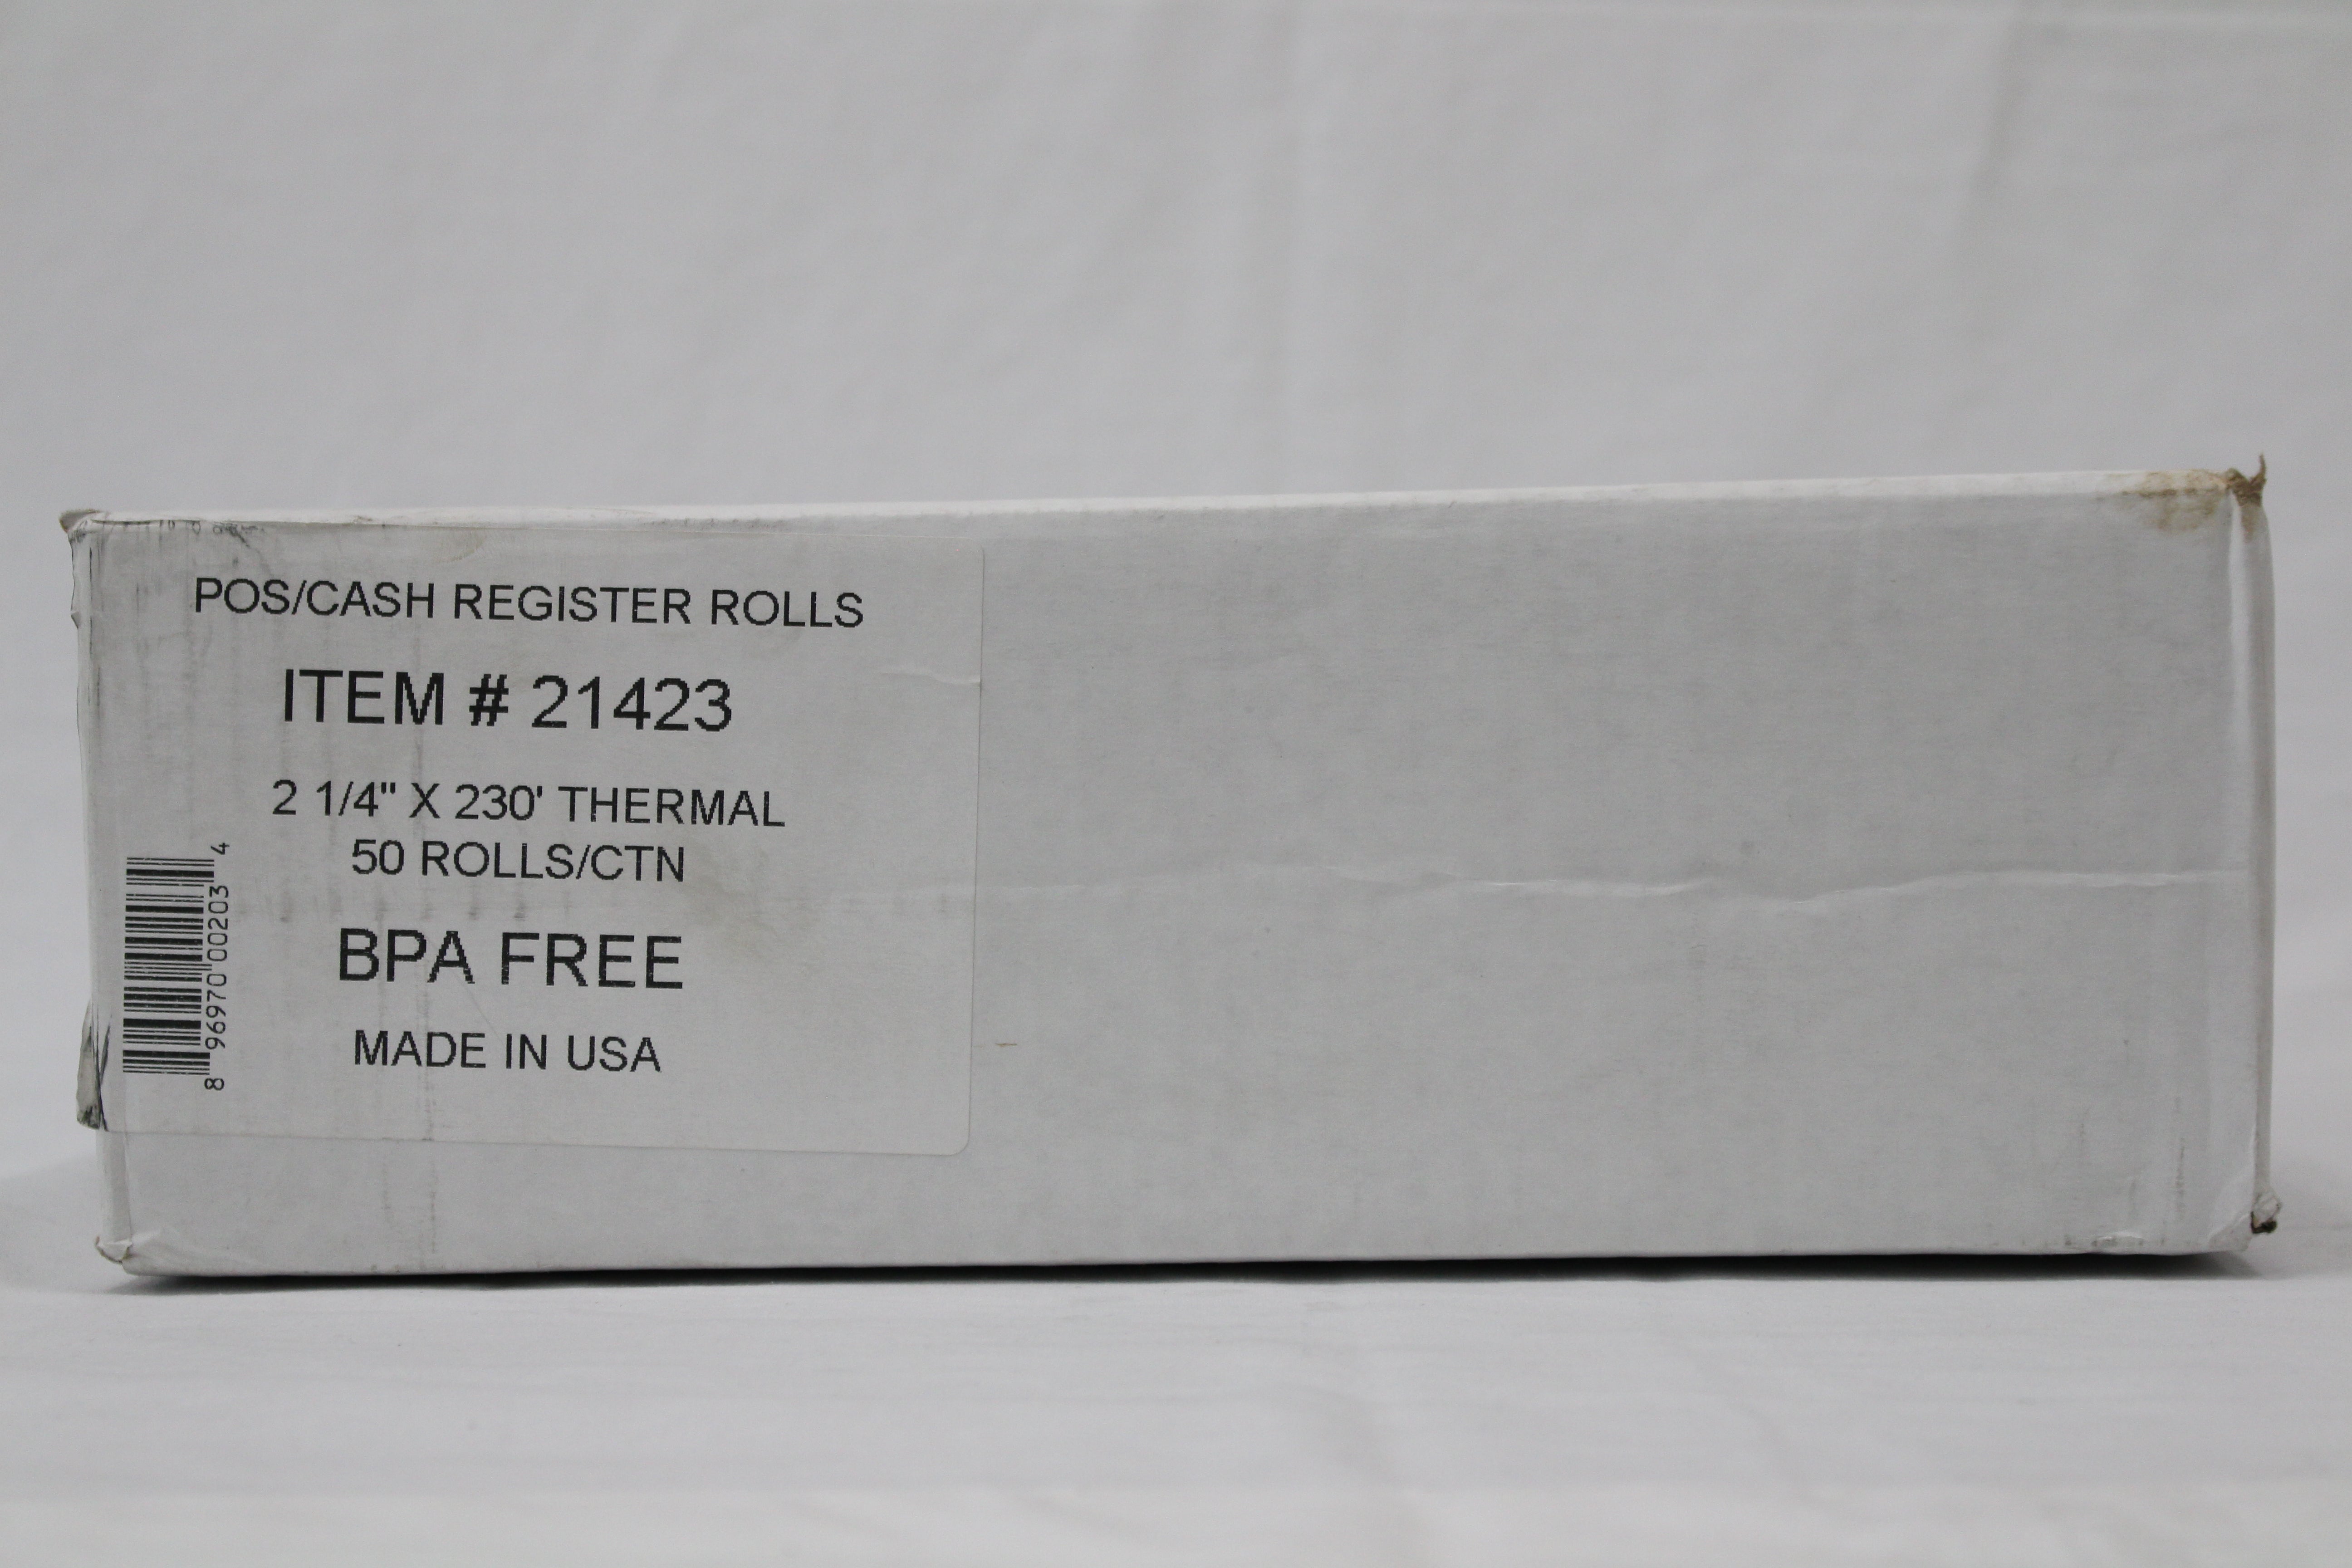 POS/CASH REGISTER ROLLS
ITEM # 21423
2 1/4" X 230' THERMAL
50 ROLLS/CTN
BPA FREE
MADE IN USA
8 96970 00203 4